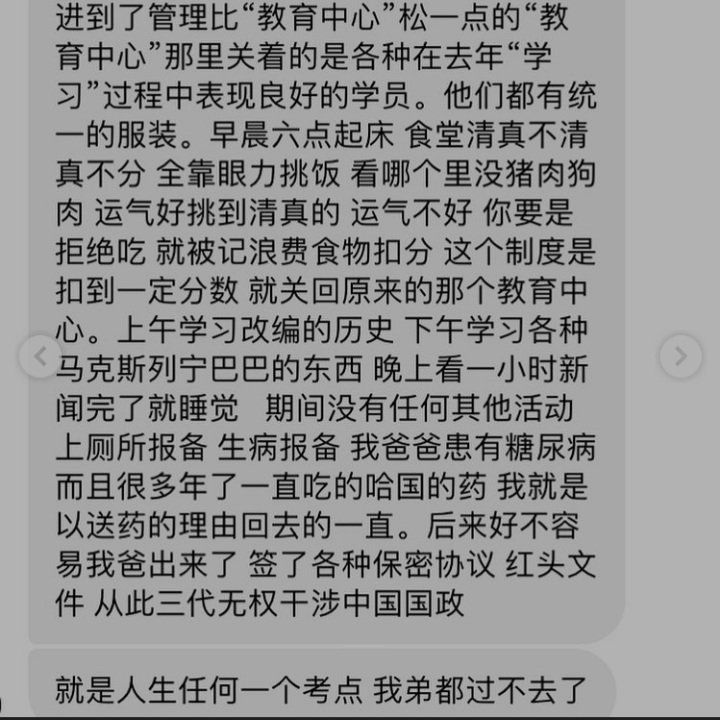 进到了管理比“教育中心”松一点的“教
育中心”那里关着的是各种在去年“学
习”过程中表现良好的学员。他们都有统
一的服装。早晨六点起床 食堂清真不清
真不分 全靠眼力挑饭 看哪个里没猪肉狗
肉 运气好挑到清真的 运气不好 你要是
拒绝吃 就被记浪费食物扣分 这个制度是
扣到一定分数 就关回原来的那个教育中
心。上午学习改编的历史 下午学习各种
马克斯列宁巴巴的东西 晚上看一小时新
闻完了就睡觉 期间没有任何其他活动
上厕所报备 生病报备 我爸爸患有糖尿病
而且很多年了一直吃的哈国的药 我就是
以送药的理由回去的一直。后来好不容
易我爸出来了 签了各种保密协议 红头文
件 从此三代无权干涉中国国政
就是人生任何一个考点 我弟都过不去了